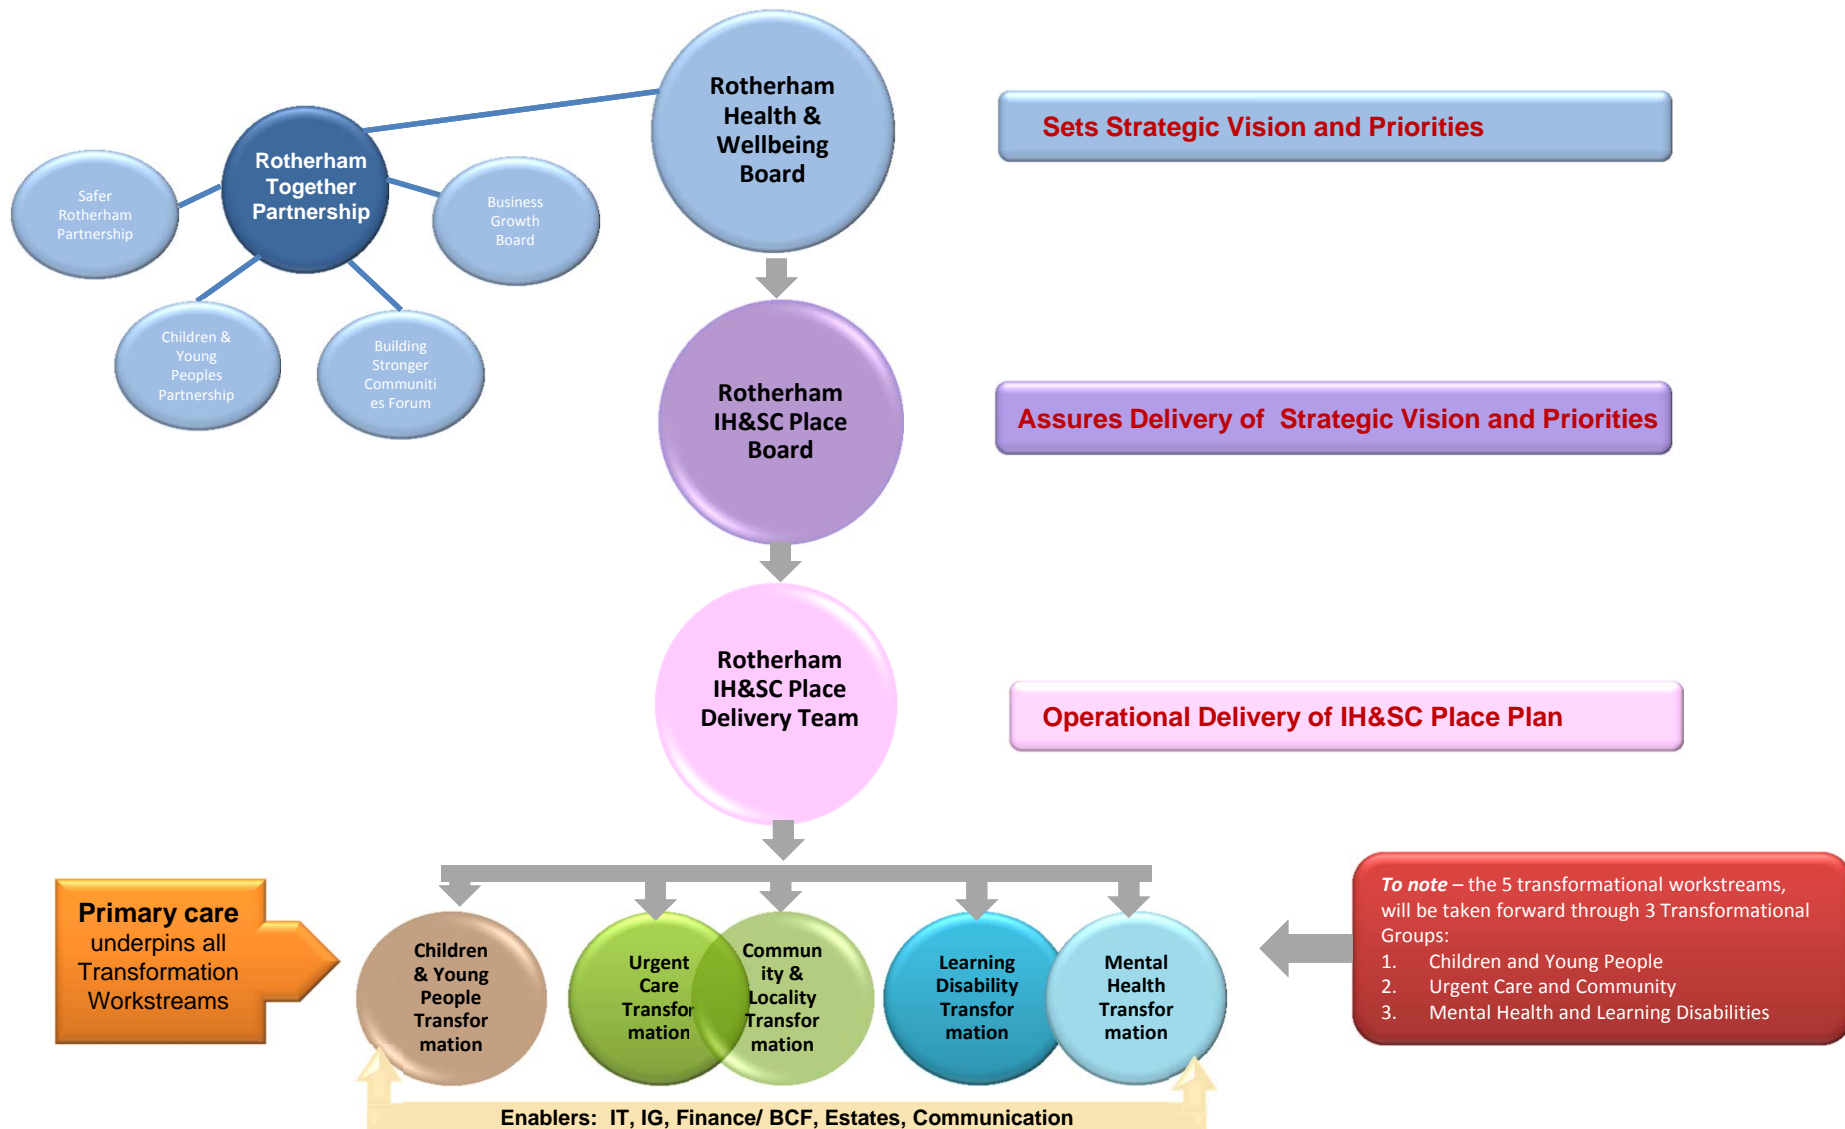 Rotherham
Health &
Wellbeing
Board
Sets Strategic Vision and Priorities
Rotherham
Together
Partnership
Safer
Rotherham
Partnership
Business
Growth
Board
Children &
Young
Peoples
Partnership
Building
Stronger
Communiti
es Forum
Rotherham
IH&SC Place
Board
Assures Delivery of  Strategic Vision and Priorities
Rotherham
IH&SC Place
Delivery Team
Operational Delivery of IH&SC Place Plan
Primary care
underpins all
Transformation
Workstreams
Children
& Young
People
Transfor
mation
Urgent
Care
Transfor
mation
Commun
ity &
Locality
Transfor
mation
Learning
Disability
Transfor
mation
Mental
Health
Transfor
mation
To note – the 5 transformational workstreams,
will be taken forward through 3 Transformational
Groups:
1. Children and Young People
2. Urgent Care and Community
3. Mental Health and Learning Disabilities
Enablers:  IT, IG, Finance/ BCF, Estates, Communication